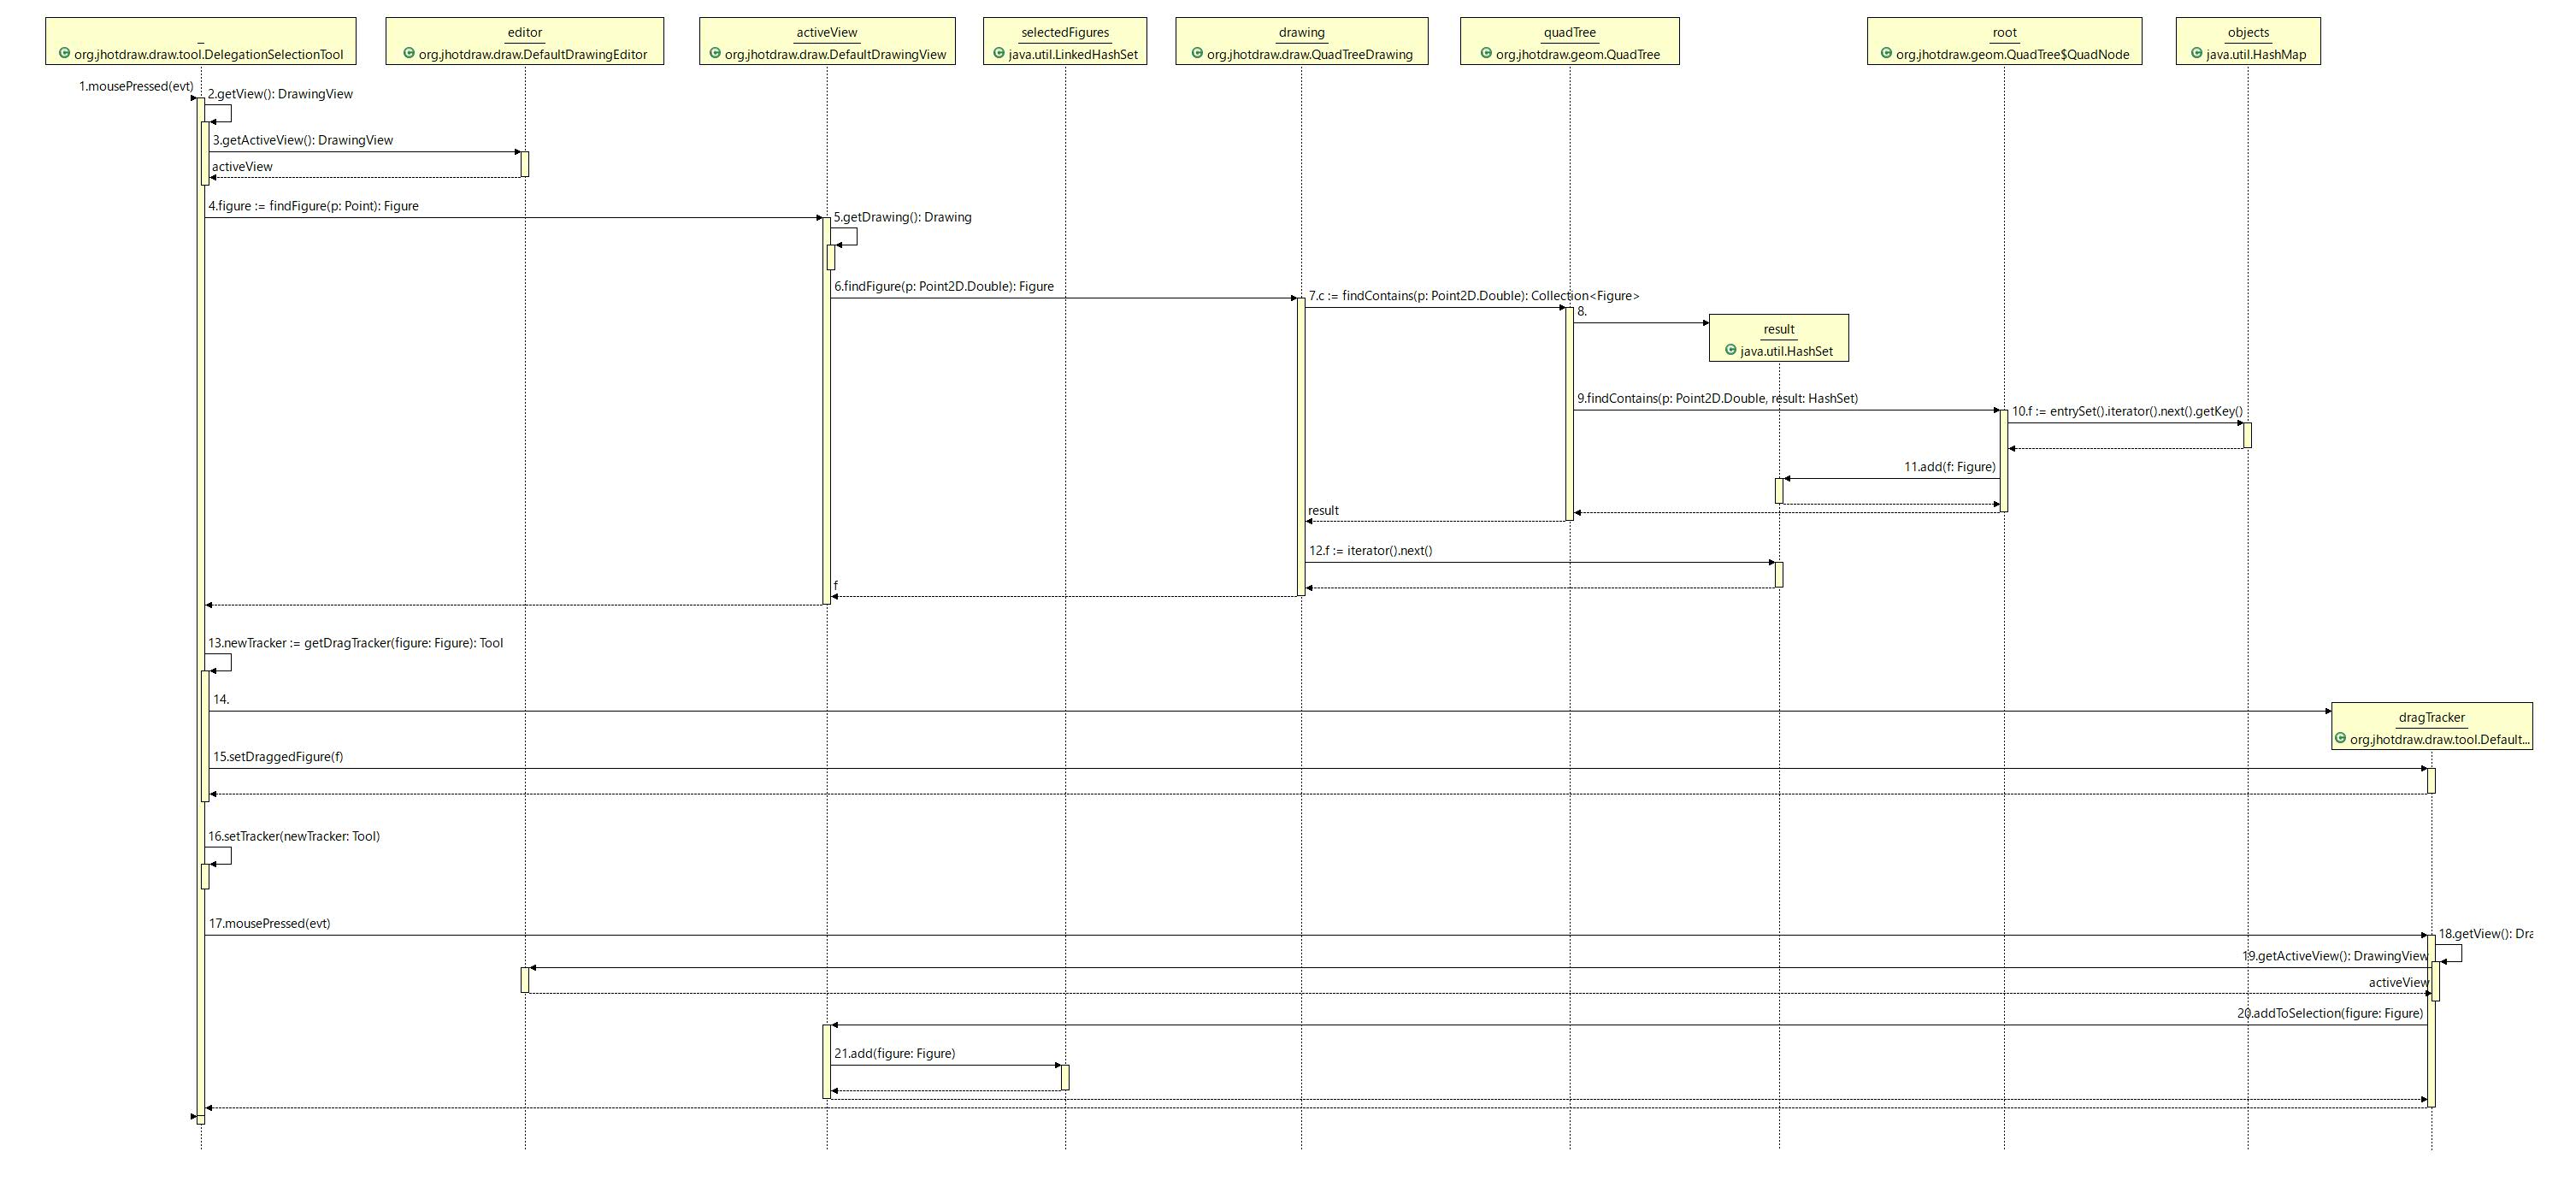 _
org.jhotdraw.draw.tool.DelegationSelectionTool
editor
org.jhotdraw.draw.DefaultDrawingEditor
activeView
org.jhotdraw.draw.DefaultDrawingView
selectedFigures
java.util.LinkedHashSet
drawing
org.jhotdraw.draw.QuadTreeDrawing
quadTree
org.jhotdraw.geom.QuadTree
root
org.jhotdraw.geom.QuadTree$QuadNode
objects
java.util.HashMap
1.mousePressed(evt)
2.getView(): DrawingView
3.getActiveView(): DrawingView
activeView
4.figure := findFigure(p: Point): Figure
5.getDrawing(): Drawing
6.findFigure(p: Point2D.Double): Figure
7.c := findContains(p: Point2D.Double): Collection<Figure>
8.
result
java.util.HashSet
9.findContains(p: Point2D.Double, result: HashSet)
10.f := entrySet().iterator().next().getKey()
11.add(f: Figure)
result
12.f := iterator().next()
f
13.newTracker := getDragTracker(figure: Figure): Tool
14.
dragTracker
org.jhotdraw.draw.tool.Default...
15.setDraggedFigure(f)
16.setTracker(newTracker: Tool)
17.mousePressed(evt)
18.getView(): Dra
19.getActiveView(): DrawingView
activeView
20.addToSelection(figure: Figure)
21.add(figure: Figure)